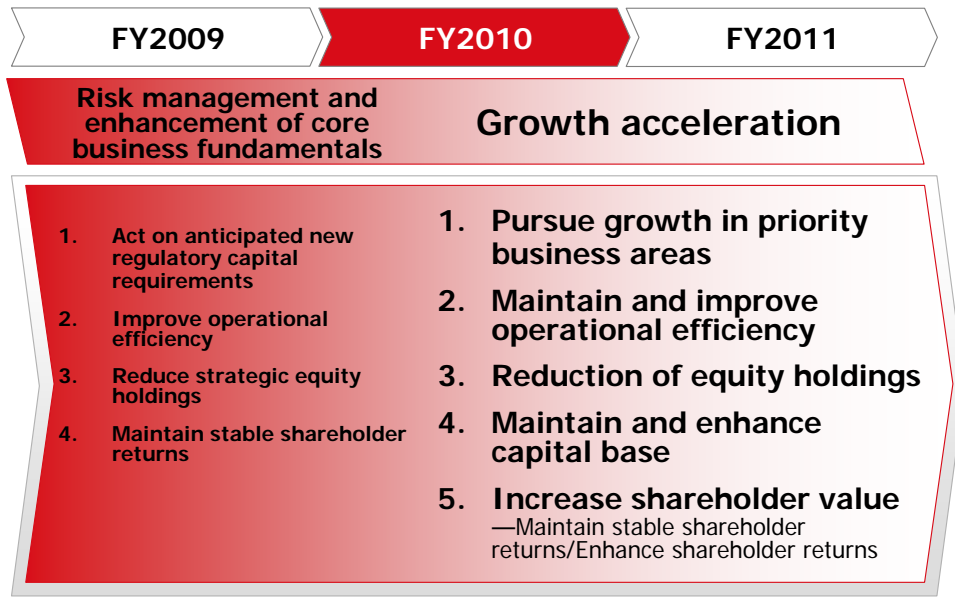 FY2009
FY2010
FY2011
Risk management and
enhancement of core
business fundamentals
Growth acceleration
1. Act on anticipated new
regulatory capital
requirements
2. Improve operational
efficiency
3. Reduce strategic equity
holdings
4. Maintain stable shareholder
returns
1. Pursue growth in priority
business areas
2. Maintain and improve
operational efficiency
3. Reduction of equity holdings
4. Maintain and enhance
capital base
5. Increase shareholder value
—Maintain stable shareholder
returns/Enhance shareholder returns